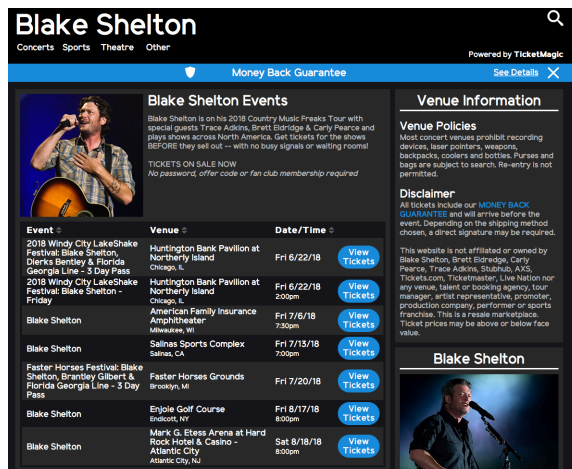 Blake Shelton
Concerts Sports Theatre Other
Powered by TicketMagic
Money Back Guarantee
See Details
Blake Shelton Events
Blake Shelton is on his 2018 Country Music Freaks Tour with
special guests Trace Adkins, Brett Eldridge & Carly Pearce and
plays shows across North America. Get tickets for the shows
BEFORE they sell out -- with no busy signals or waiting rooms!
TICKETS ON SALE NOW
No password, offer code or fan club membership required
Event Venue Date/Time
2018 Windy City LakeShake
Festival: Blake Shelton,
Dierks Bentley & Florida
Georgia Line - 3 Day Pass
Huntington Bank Pavilion at
Northerly Island
Chicago, IL
Fri 6/22/18
View
Tickets
2018 Windy City LakeShake
Festival: Blake Shelton -
Friday
Huntington Bank Pavilion at
Northerly Island
Chicago, IL
Fri 6/22/18
2:00pm
View
Tickets
Blake Shelton
American Family Insurance
Amphitheater
Milwaukee, WI
Fri 7/6/18
7:30pm
View
Tickets
Blake Shelton
Salinas Sports Complex
Salinas, CA
Fri 7/13/18
7:00pm
View
Tickets
Faster Horses Festival: Blake
Shelton, Brantley Gilbert &
Florida Georgia Line - 3 Day
Pass
Faster Horses Grounds
Brooklyn, MI
Fri 7/20/18
View
Tickets
Blake Shelton
Enjoie Golf Course
Endicott, NY
Fri 8/17/18
8:00pm
View
Tickets
Blake Shelton
Mark G. Etess Arena at Hard
Rock Hotel & Casino -
Atlantic City
Atlantic City, NJ
Sat 8/18/18
8:00pm
View
Tickets
Venue Information
Venue Policies
Most concert venues prohibit recording
devices, laser pointers, weapons,
backpacks, coolers and bottles. Purses and
bags are subject to search. Re-entry is not
permitted.
Disclaimer
All tickets include our MONEY BACK
GUARANTEE and will arrive before the
event. Depending on the shipping method
chosen, a direct signature may be required.
This website is not affiliated or owned by
Blake Shelton, Brett Eldredge, Carly
Pearce, Trace Adkins, Stubhub, AXS,
Tickets.com, Ticketmaster, Live Nation nor
any venue, talent or booking agency, tour
manager, artist representative, promoter,
production company, performer or sports
franchise. This is a resale marketplace.
Ticket prices may be above or below face
value.
Blake Shelton